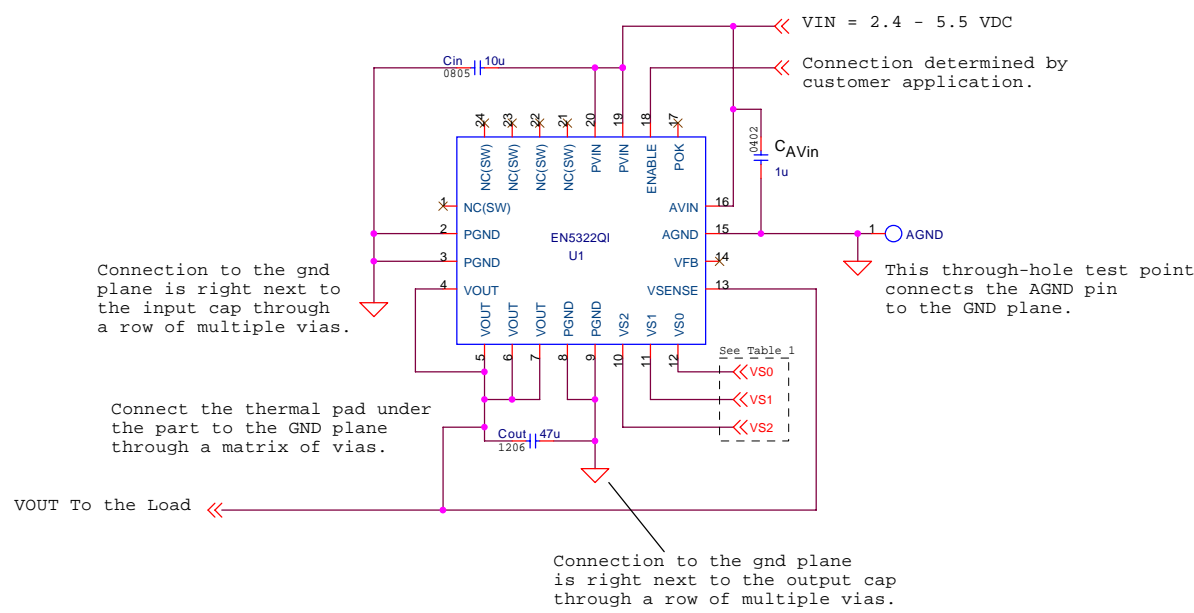 VIN = 2.4 - 5.5 VDC
Cin 10u
0805
Connection determined by
customer application.
24
23
22
21
20
19
18
17
NC(SW)
NC(SW)
NC(SW)
NC(SW)
PVIN
PVIN
ENABLE
POK
0402
CAVin
1u
1 NC(SW)
2 PGND
3 PGND
4 VOUT
EN5322QI
U1
AVIN 16
AGND 15
VFB 14
VSENSE 13
1 AGND
This through-hole test point
connects the AGND pin
to the GND plane.
Connection to the gnd
plane is right next to
the input cap through
a row of multiple vias.
VOUT
VOUT
VOUT
PGND
PGND
VS2
VS1
VS0
5
6
7
8
9
10
11
12
See Table 1
VS0
VS1
VS2
Connect the thermal pad under
the part to the GND plane
through a matrix of vias.
Cout 47u
1206
VOUT To the Load
Connection to the gnd plane
is right next to the output cap
through a row of multiple vias.